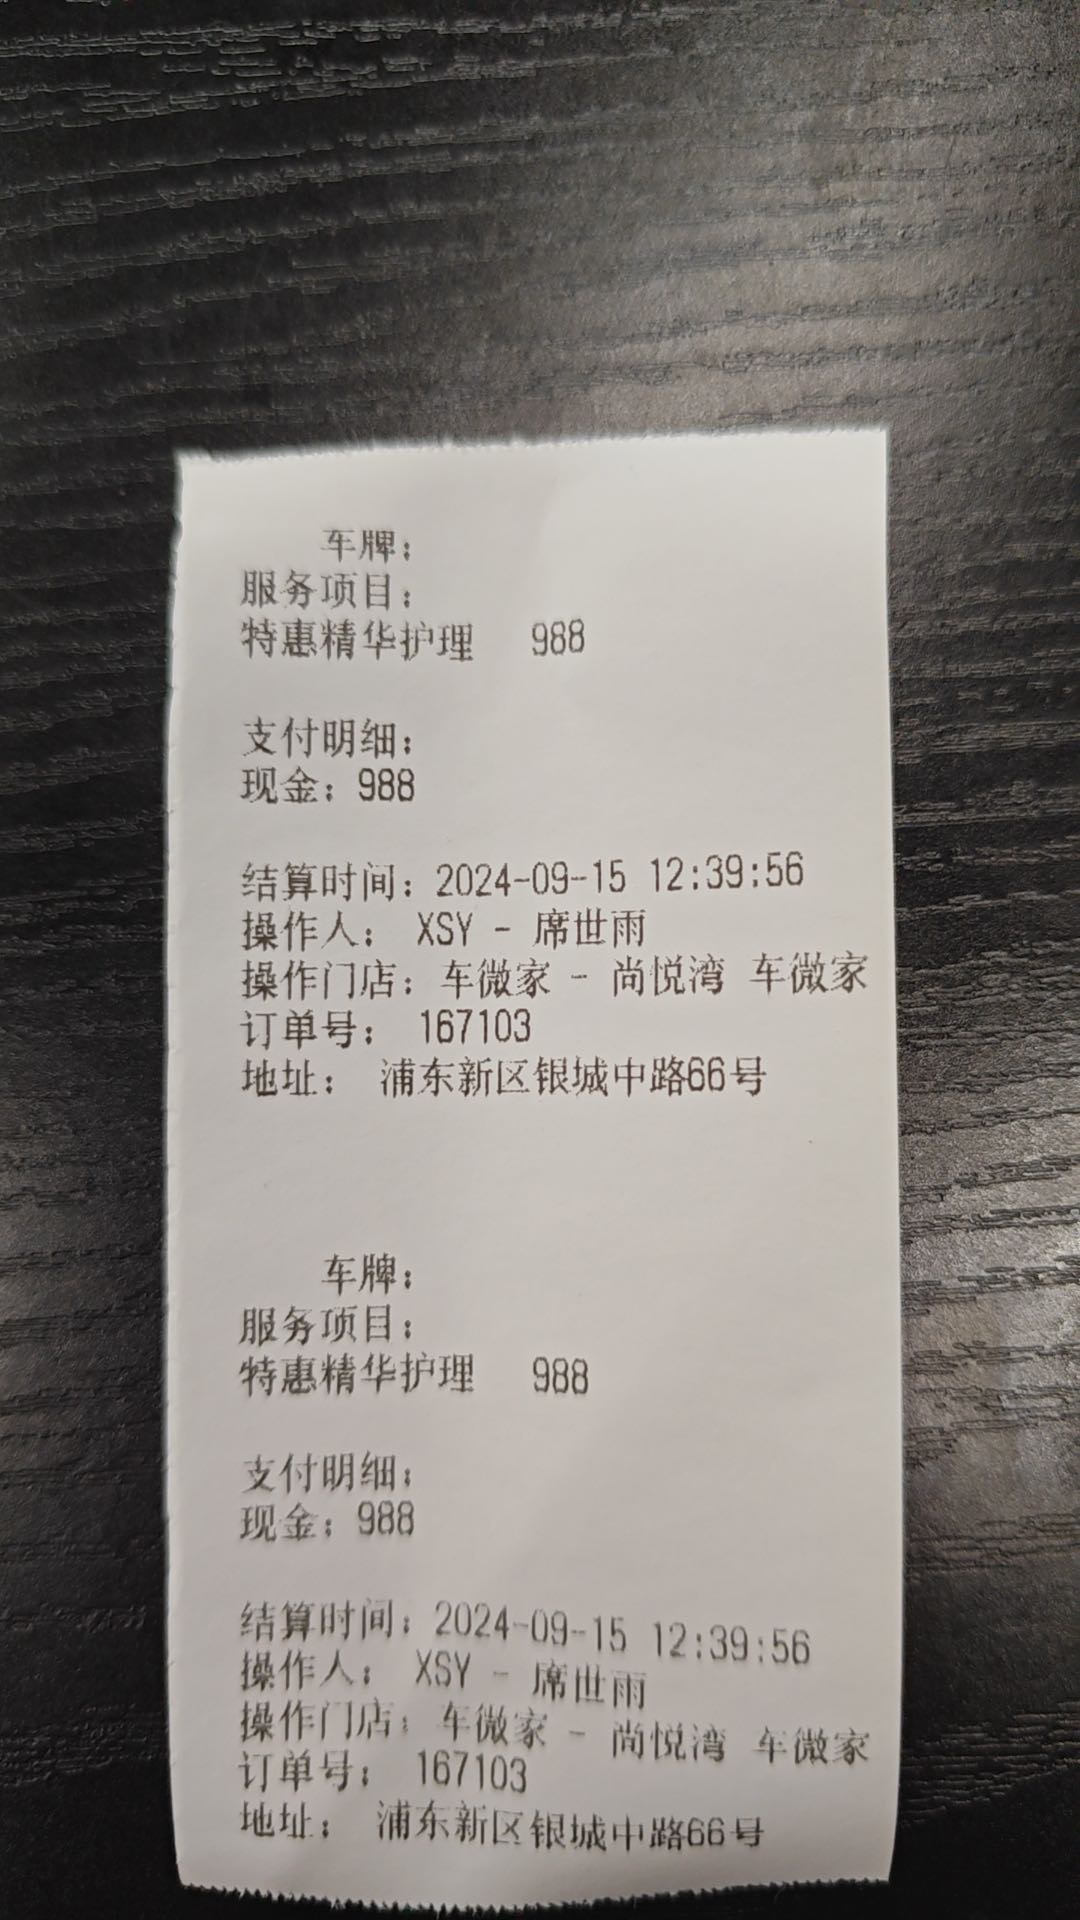 车牌：
服务项目：
特惠精华护理 988
支付明细：
现金：988
结算时间：2024-09-15 12:39:56
操作人： XSY - 席世雨
操作门店：车微家 - 尚悦湾 车微家
订单号： 167103
地址： 浦东新区银城中路66号
车牌：
服务项目：
特惠精华护理 988
支付明细：
现金：988
结算时间：2024-09-15 12:39:56
操作人： XSY - 席世雨
操作门店：车微家 - 尚悦湾 车微家
订单号： 167103
地址： 浦东新区银城中路66号